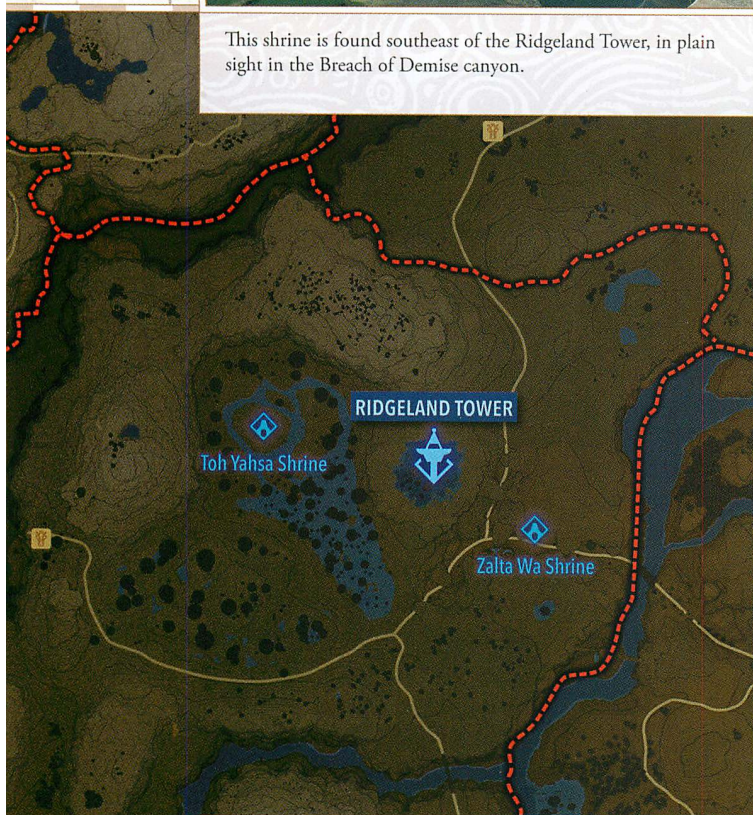 This shrine is found southeast of the Ridgeland Tower, in plain
sight in the Breach of Demise canyon.
RIDGELAND TOWER
Toh Yahsa Shrine
Zalta Wa Shrine